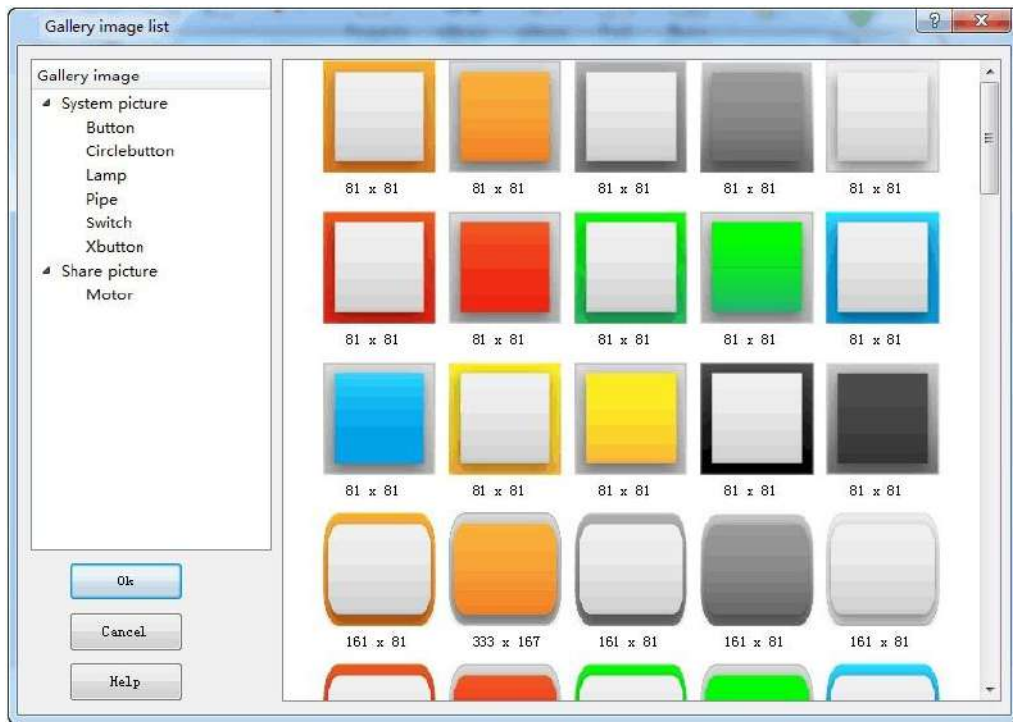 Gallery image list
Gallery image
System picture
Button
Circlebutton
Lamp
Pipe
Switch
Xbutton
Share picture
Motor
Ok
Cancel
Help
81 x 81 81 x 81 81 x 81 81 x 81 81 x 81
81 x 81 81 x 81 81 x 81 81 x 81 81 x 81
81 x 81 81 x 81 81 x 81 81 x 81 81 x 81
161 x 81 333 x 167 161 x 81 161 x 81 161 x 81